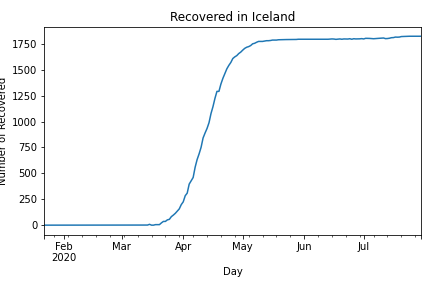 Recovered in Iceland
Number of Recovered
1750
1500
1250
1000
750
500
250
0
Feb
2020
Mar
Apr
May
Jun
Jul
Day